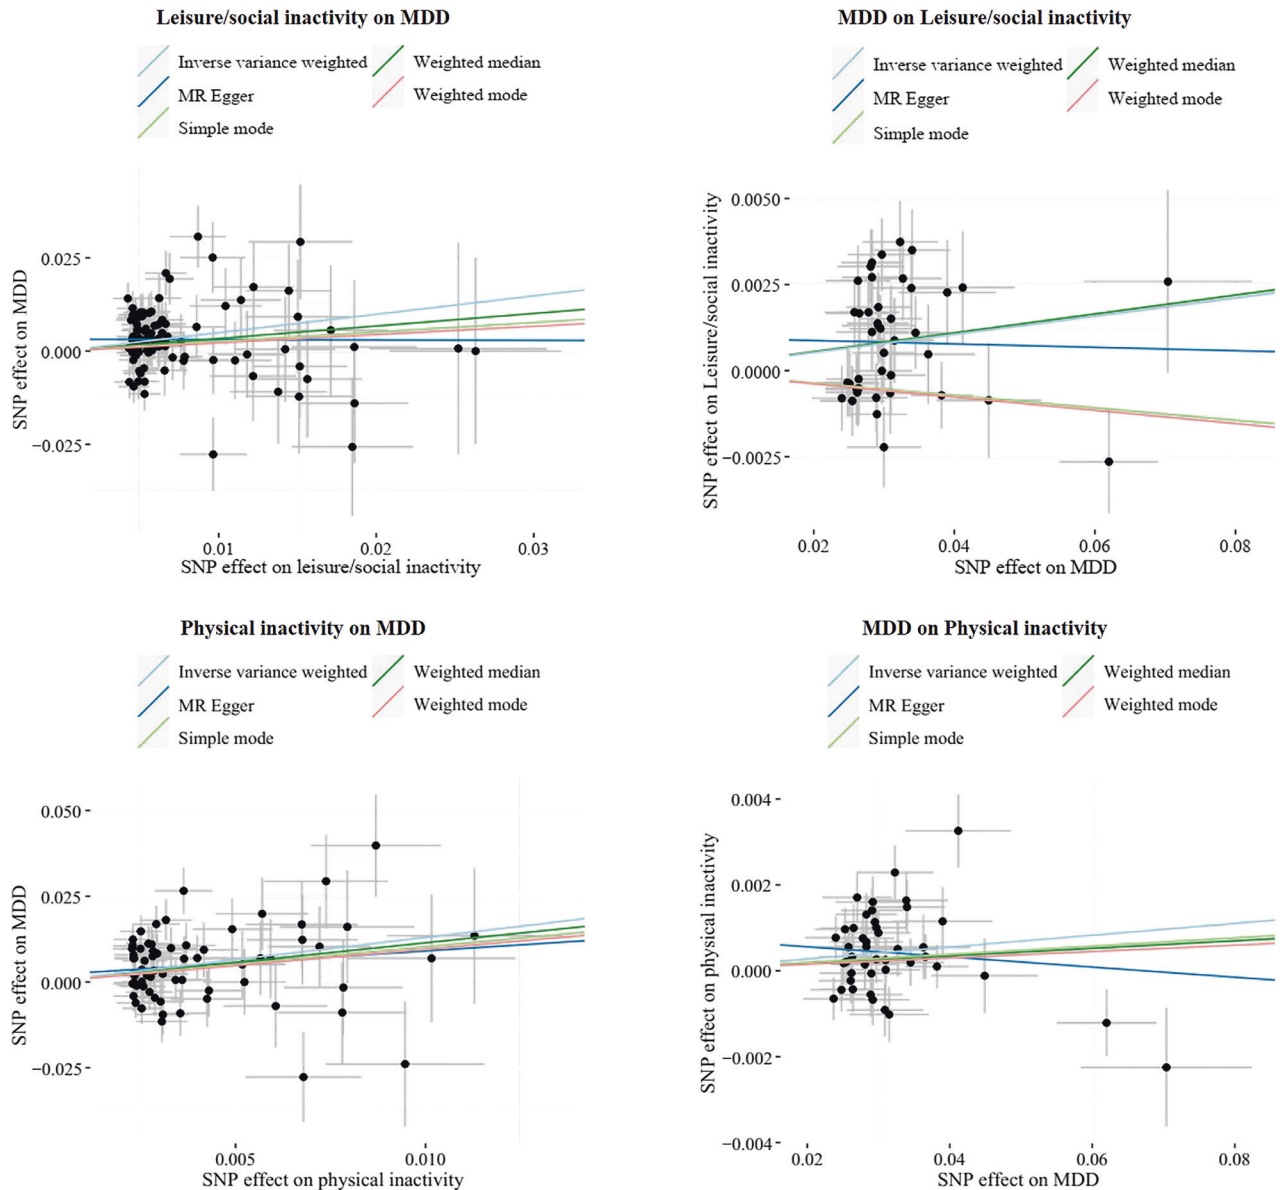 Leisure/social inactivity on MDD
Inverse variance weighted
Weighted median
MR Egger
Weighted mode
Simple mode
SNP effect on MDD
0.025
0.000
−0.025
0.01
0.02
0.03
SNP effect on leisure/social inactivity
MDD on Leisure/social inactivity
Inverse variance weighted
Weighted median
MR Egger
Weighted mode
Simple mode
SNP effect on Leisure/social inactivity
0.0050
0.0025
0.0000
−0.0025
0.02
0.04
0.06
0.08
SNP effect on MDD
Physical inactivity on MDD
Inverse variance weighted
Weighted median
MR Egger
Weighted mode
Simple mode
SNP effect on MDD
0.050
0.025
0.000
−0.025
0.005
0.010
SNP effect on physical inactivity
MDD on Physical inactivity
Inverse variance weighted
Weighted median
MR Egger
Weighted mode
Simple mode
SNP effect on physical inactivity
0.004
0.002
0.000
−0.002
−0.004
0.02
0.04
0.06
0.08
SNP effect on MDD